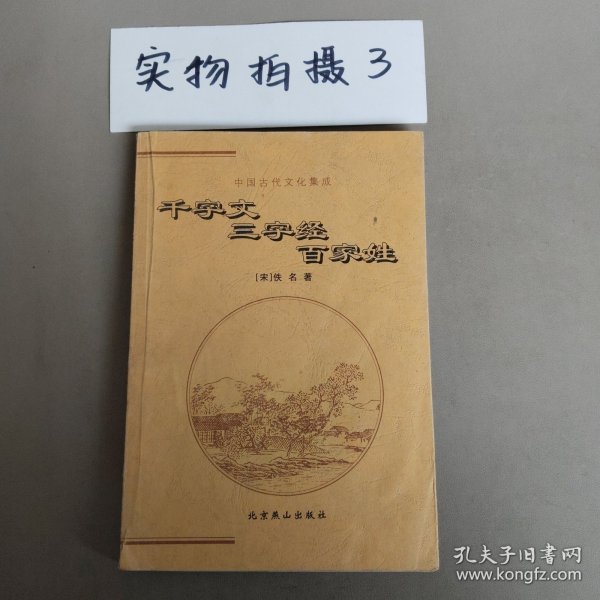 实物拍摄3
中国古代文化集成
千字文
三字经
百家姓
[宋]佚名著
北京燕山出版社
孔夫子旧书网
www.kongfz.com